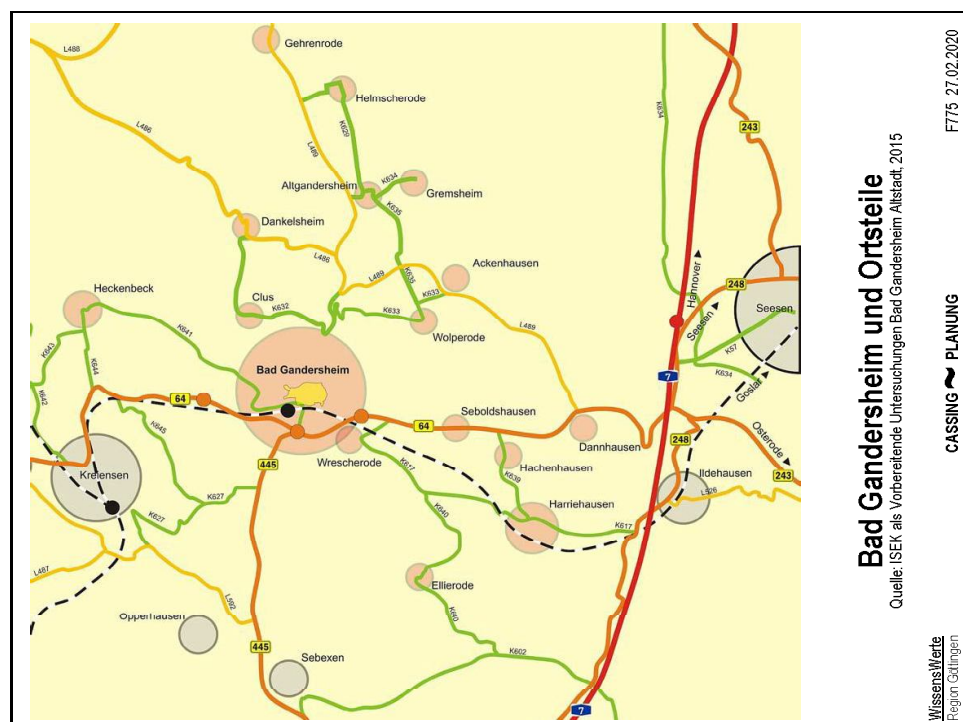 L488
Gehrenrode
Helmscherode
K629
K634
243
L486
L489
Altgandersheim
K634
Gremsheim
K635
Dankelsheim
L486
L489
K635
Ackenhausen
K633
Hannover
248
Seesen
Seesen
Heckenbeck
Clus
K632
K633
Wolperode
L489
K641
K643
K644
K642
Bad Gandersheim
K57
K634
Goslar
7
64
64
Seboldshausen
Dannhausen
248
Osterode
K645
Wrescherode
Hachenhausen
445
K617
K639
Kreiensen
Ildehausen
243
L526
K627
K627
K640
Harriehausen
K617
L487
Ellierode
L592
K640
Opperhausen
445
Sebexen
K602
7
Bad Gandersheim und Ortsteile
Quelle: ISEK als Vorbereitende Untersuchungen Bad Gandersheim Altstadt, 2015
F775 27.02.2020
CASSING ~ PLANUNG
WissensWerte
Region Göttingen